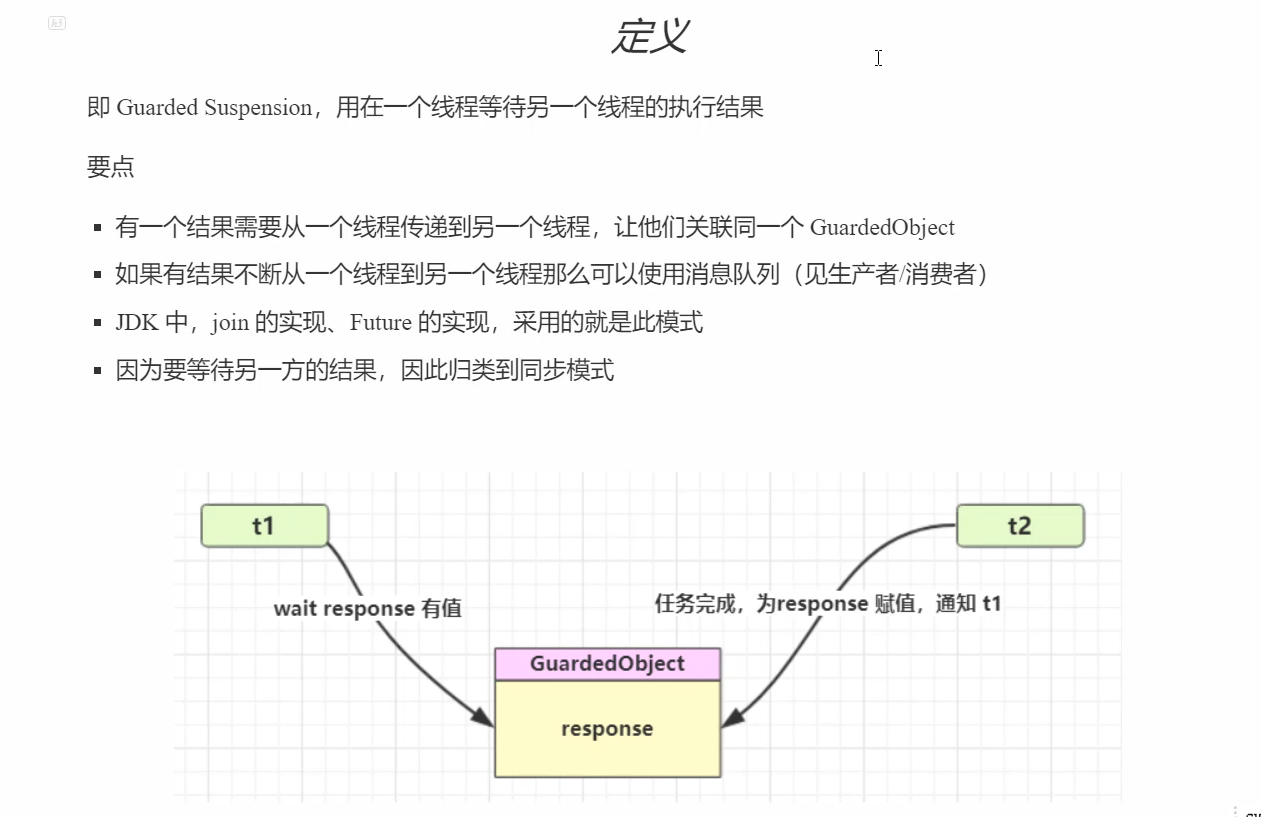 定义
即 Guarded Suspension，用在一个线程等待另一个线程的执行结果
要点
▪ 有一个结果需要从一个线程传递到另一个线程，让他们关联同一个 GuardedObject
▪ 如果有结果不断从一个线程到另一个线程那么可以使用消息队列（见生产者/消费者）
▪ JDK 中，join 的实现、Future 的实现，采用的就是此模式
▪ 因为要等待另一方的结果，因此归类到同步模式
t1
t2
wait response 有值
任务完成，为response 赋值，通知 t1
GuardedObject
response